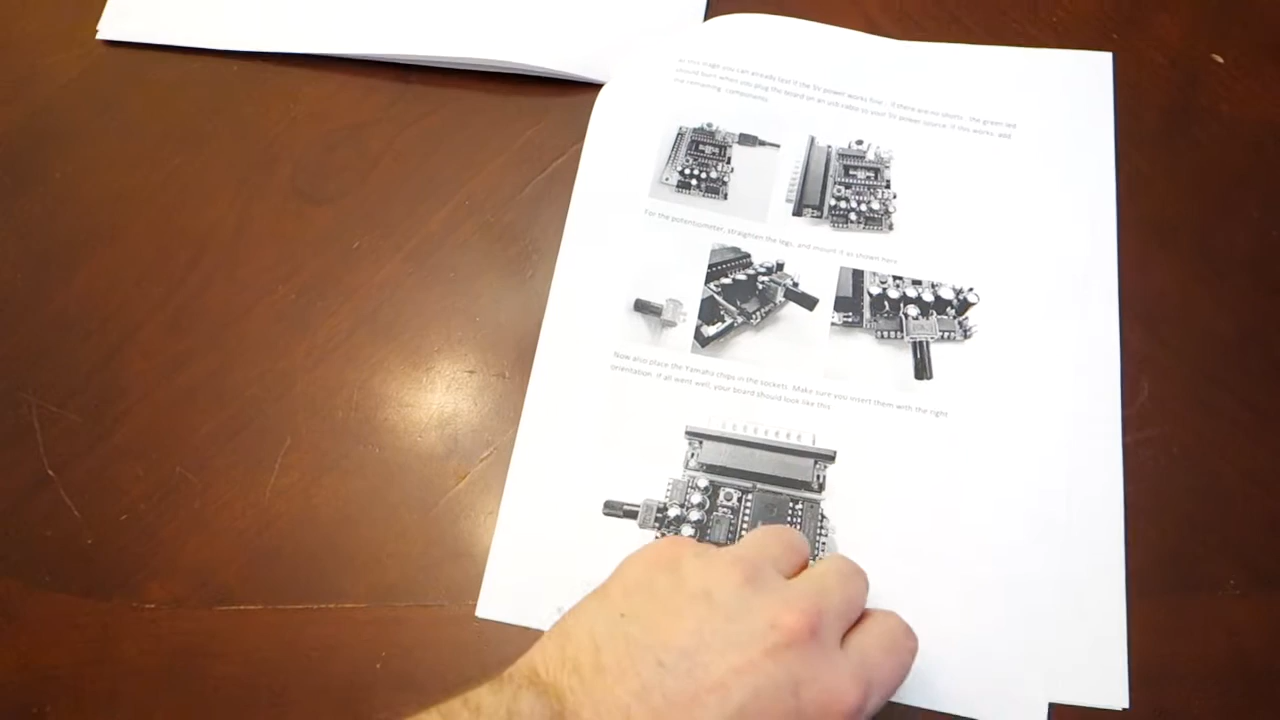 at this stage you can already test if the 5V power works fine. If there are no shorts, the green led
should burn when you plug the board on an usb cable to your 5V power source. If this works, add
the remaining components.
For the potentiometer, straighten the legs, and mount it as shown here
Now also place the Yamaha chips in the sockets. Make sure you insert them with the right
orientation. If all went well, your board should look like this